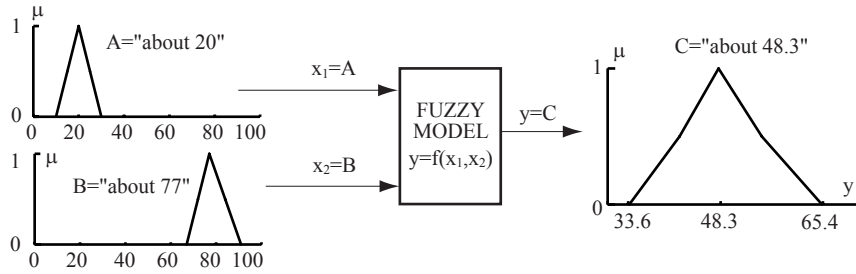 μ
1
A="about 20"
0
0 20 40 60 80 100
μ
1
B="about 77"
0
0 20 40 60 80 100
x₁=A
x₂=B
FUZZY
MODEL
y=f(x₁,x₂)
y=C
C="about 48.3"
μ
1
0
y
33.6 48.3 65.4